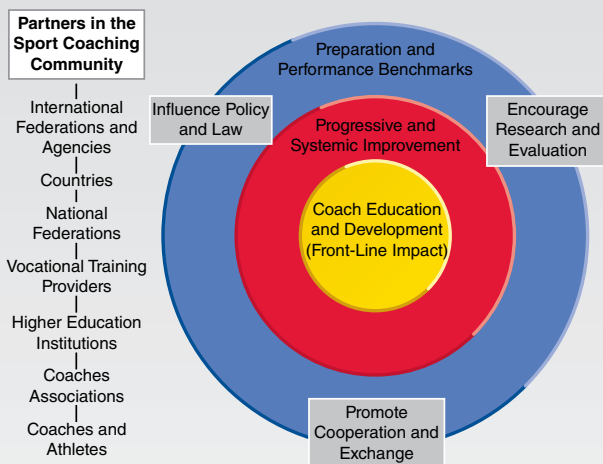 Partners in the
Sport Coaching
Community
International
Federations and
Agencies
Countries
National
Federations
Vocational Training
Providers
Higher Education
Institutions
Coaches
Associations
Coaches and
Athletes
Preparation and
Performance Benchmarks
Influence Policy
and Law
Encourage
Research and
Evaluation
Progressive and
Systemic Improvement
Coach Education
and Development
(Front-Line Impact)
Promote
Cooperation and
Exchange